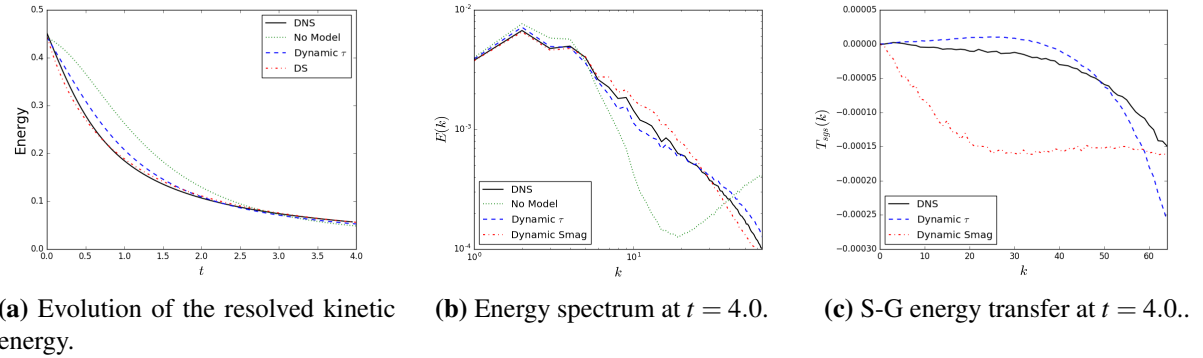 0.5
0.4
0.3
0.2
0.1
0.0
Energy
0.0 0.5 1.0 1.5 2.0 2.5 3.0 3.5 4.0
t
DNS
No Model
Dynamic τ
DS
(a) Evolution of the resolved kinetic
energy.
10⁻²
10⁻³
10⁻⁴
E(k)
10⁰ 10¹
k
DNS
No Model
Dynamic τ
Dynamic Smag
(b) Energy spectrum at t = 4.0.
0.00005
0.00000
−0.00005
−0.00010
−0.00015
−0.00020
−0.00025
−0.00030
T_sgs(k)
0 10 20 30 40 50 60
k
DNS
Dynamic τ
Dynamic Smag
(c) S-G energy transfer at t = 4.0..